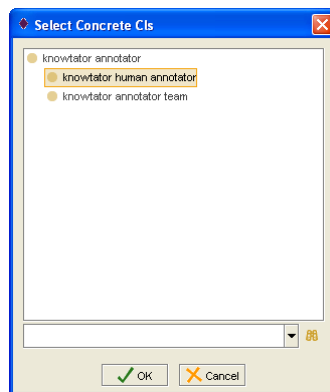 Select Concrete Cls
knowtator annotator
knowtator human annotator
knowtator annotator team
OK
Cancel